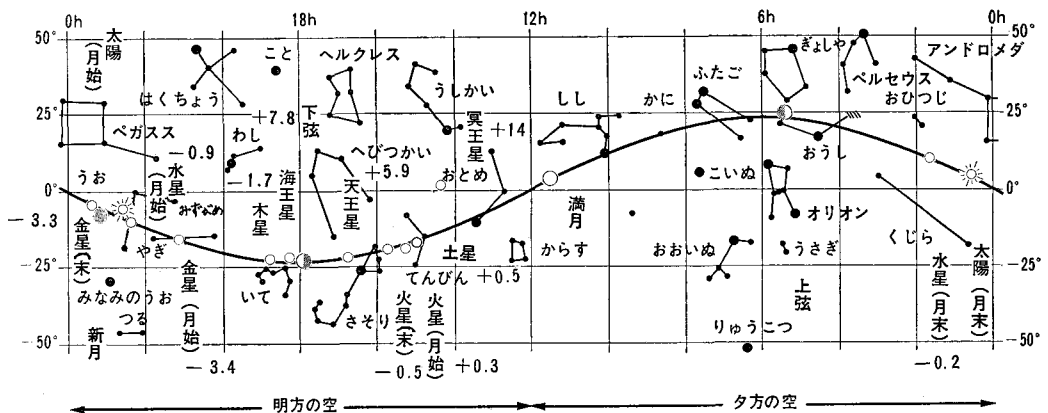 0h
18h
12h
6h
0h
50°
25°
0°
-25°
-50°
50°
25°
0°
-25°
-50°
太陽(月始)
はくちょう
こと
ヘルクレス
うしかい
しし
かに
ふたご
ぎょしゃ
ペルセウス
アンドロメダ
おひつじ
ペガスス
わし
+7.8
下弦
へびつかい
+5.9
冥王星
+14
おとめ
おうし
うお
-0.9
水星(月始)
みずがめ
-1.7
木星
海王星
天王星
満月
こいぬ
オリオン
-3.3
金星(末)
やぎ
金星(月始)
-3.4
いて
さそり
てんびん
土星
+0.5
からす
おおいぬ
うさぎ
上弦
くじら
みなみのうお
つる
新月
火星(末)
-0.5
火星(月始)
+0.3
りゅうこつ
水星(月末)
-0.2
太陽(月末)
明方の空
夕方の空